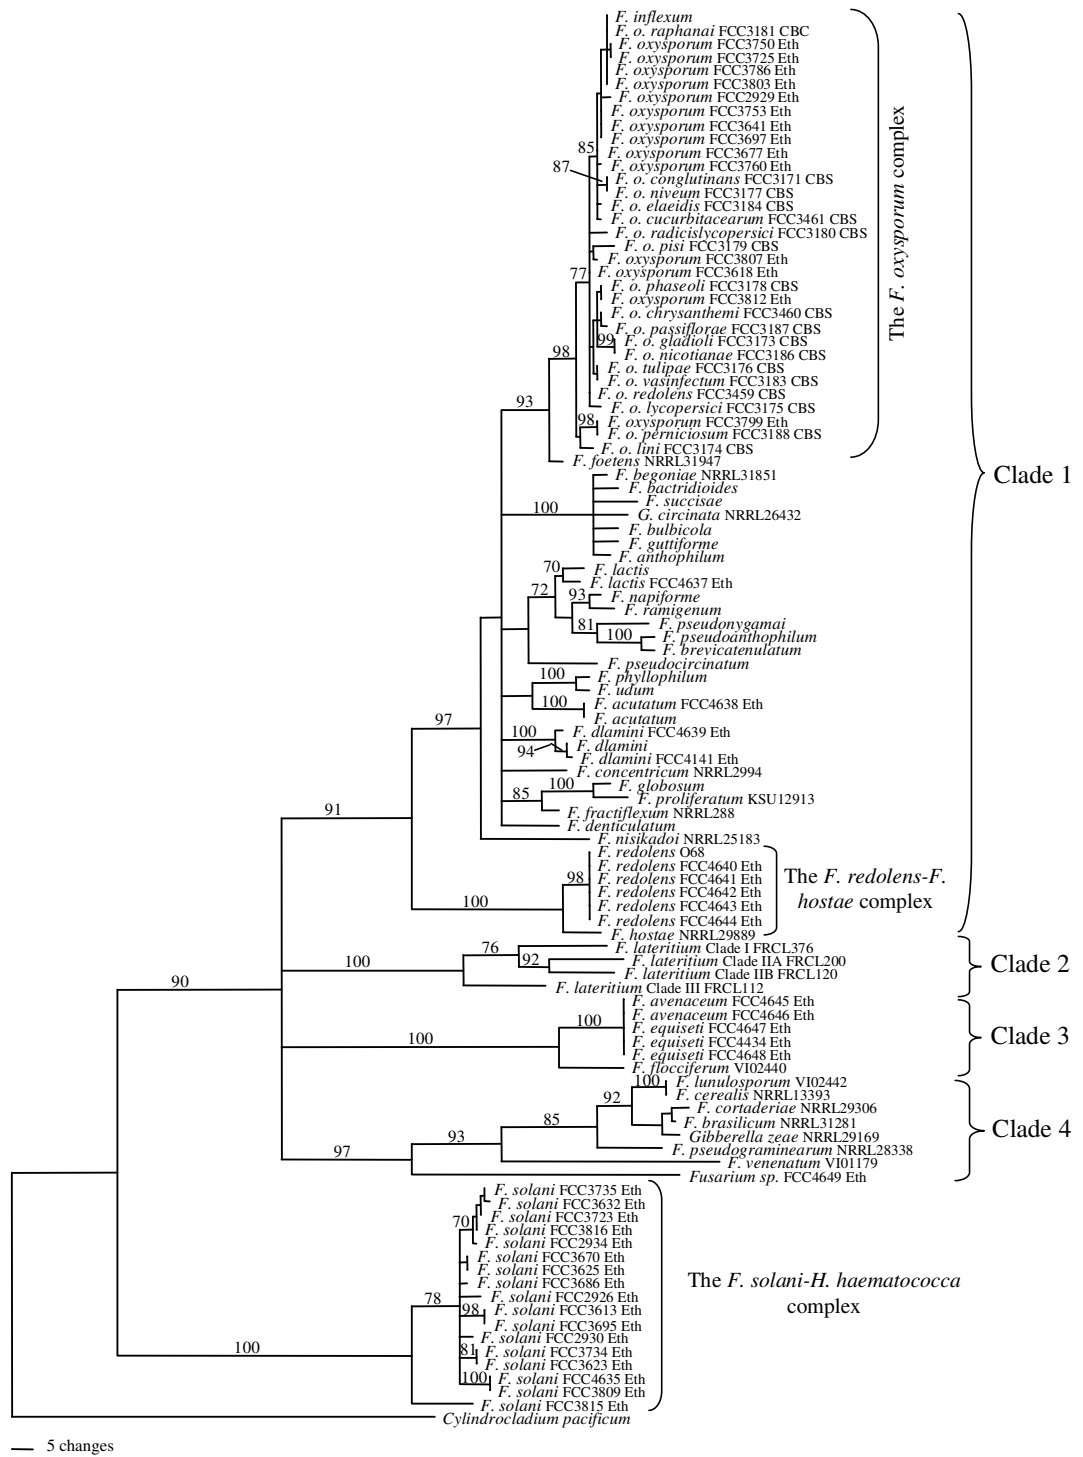 F. inflexum
F. o. raphanai FCC3181 CBC
F. oxysporum FCC3750 Eth
F. oxysporum FCC3725 Eth
F. oxysporum FCC3786 Eth
F. oxysporum FCC3803 Eth
F. oxysporum FCC2929 Eth
F. oxysporum FCC3753 Eth
F. oxysporum FCC3641 Eth
F. oxysporum FCC3697 Eth
85
F. oxysporum FCC3677 Eth
87
F. oxysporum FCC3760 Eth
F. o. conglutinans FCC3171 CBS
F. o. niveum FCC3177 CBS
F. o. elaeidis FCC3184 CBS
F. o. cucurbitacearum FCC3461 CBS
F. o. radicislycopersici FCC3180 CBS
F. o. pisi FCC3179 CBS
F. oxysporum FCC3807 Eth
77
F. oxysporum FCC3618 Eth
F. o. phaseoli FCC3178 CBS
F. oxysporum FCC3812 Eth
F. o. chrysanthemi FCC3460 CBS
F. o. passiflorae FCC3187 CBS
99
F. o. gladioli FCC3173 CBS
98
F. o. nicotianae FCC3186 CBS
F. o. tulipae FCC3176 CBS
F. o. vasinfectum FCC3183 CBS
F. o. redolens FCC3459 CBS
93
F. o. lycopersici FCC3175 CBS
98
F. oxysporum FCC3799 Eth
F. o. perniciosum FCC3188 CBS
F. o. lini FCC3174 CBS
The F. oxysporum complex
F. foetens NRRL31947
F. begoniae NRRL31851
F. bactridioides
F. succisae
100
G. circinata NRRL26432
F. bulbicola
F. guttiforme
F. anthophilum
70
F. lactis
F. lactis FCC4637 Eth
72
93
F. napiforme
F. ramigenum
81
F. pseudonygamai
100
F. pseudoanthophilum
F. brevicatenulatum
F. pseudocircinatum
100
F. phyllophilum
F. udum
100
F. acutatum FCC4638 Eth
F. acutatum
97
100
F. dlamini FCC4639 Eth
94
F. dlamini
F. dlamini FCC4141 Eth
F. concentricum NRRL2994
100
F. globosum
85
F. proliferatum KSU12913
91
F. fractiflexum NRRL288
F. denticulatum
F. nisikadoi NRRL25183
F. redolens O68
F. redolens FCC4640 Eth
98
F. redolens FCC4641 Eth
F. redolens FCC4642 Eth
100
F. redolens FCC4643 Eth
F. redolens FCC4644 Eth
F. hostae NRRL29889
The F. redolens-F.
hostae complex
Clade 1
76
F. lateritium Clade I FRCL376
100
92
F. lateritium Clade IIA FRCL200
F. lateritium Clade IIB FRCL120
F. lateritium Clade III FRCL112
Clade 2
90
F. avenaceum FCC4645 Eth
F. avenaceum FCC4646 Eth
100
F. equiseti FCC4647 Eth
100
F. equiseti FCC4434 Eth
F. equiseti FCC4648 Eth
F. flocciferum VI02440
Clade 3
100
F. lunulosporum VI02442
92
F. cerealis NRRL13393
F. cortaderiae NRRL29306
85
F. brasilicum NRRL31281
93
Gibberella zeae NRRL29169
F. pseudograminearum NRRL28338
97
F. venenatum VI01179
Fusarium sp. FCC4649 Eth
Clade 4
F. solani FCC3735 Eth
F. solani FCC3632 Eth
70
F. solani FCC3723 Eth
F. solani FCC3816 Eth
F. solani FCC2934 Eth
F. solani FCC3670 Eth
F. solani FCC3625 Eth
F. solani FCC3686 Eth
78
F. solani FCC2926 Eth
98
F. solani FCC3613 Eth
F. solani FCC3695 Eth
F. solani FCC2930 Eth
100
81
F. solani FCC3734 Eth
F. solani FCC3623 Eth
100
F. solani FCC4635 Eth
F. solani FCC3809 Eth
F. solani FCC3815 Eth
The F. solani-H. haematococca
complex
Cylindrocladium pacificum
5 changes